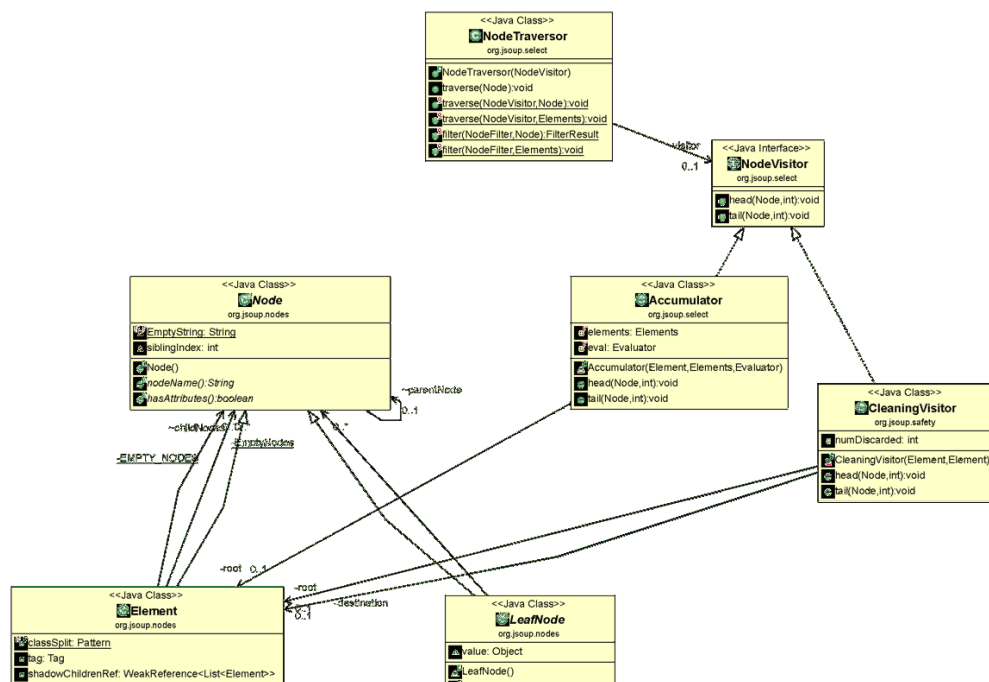 <<Java Class>>
NodeTraversor
org.jsoup.select
NodeTraversor(NodeVisitor)
traverse(Node):void
traverse(NodeVisitor,Node):void
traverse(NodeVisitor,Elements):void
filter(NodeFilter,Node):FilterResult
filter(NodeFilter,Elements):void
visitor
0..1
<<Java Interface>>
NodeVisitor
org.jsoup.select
head(Node,int):void
tail(Node,int):void
<<Java Class>>
Node
org.jsoup.nodes
EmptyString: String
siblingIndex: int
Node()
nodeName():String
hasAttributes():boolean
~parentNode
0..1
<<Java Class>>
Accumulator
org.jsoup.select
elements: Elements
eval: Evaluator
Accumulator(Element,Elements,Evaluator)
head(Node,int):void
tail(Node,int):void
<<Java Class>>
CleaningVisitor
org.jsoup.safety
numDiscarded: int
CleaningVisitor(Element,Element)
head(Node,int):void
tail(Node,int):void
~childNodes
0..*
-EmptyNodes
-EMPTY_NODES
-root
0..1
-root
-destination
0..1
<<Java Class>>
Element
org.jsoup.nodes
classSplit: Pattern
tag: Tag
shadowChildrenRef: WeakReference<List<Element>>
<<Java Class>>
LeafNode
org.jsoup.nodes
value: Object
LeafNode()